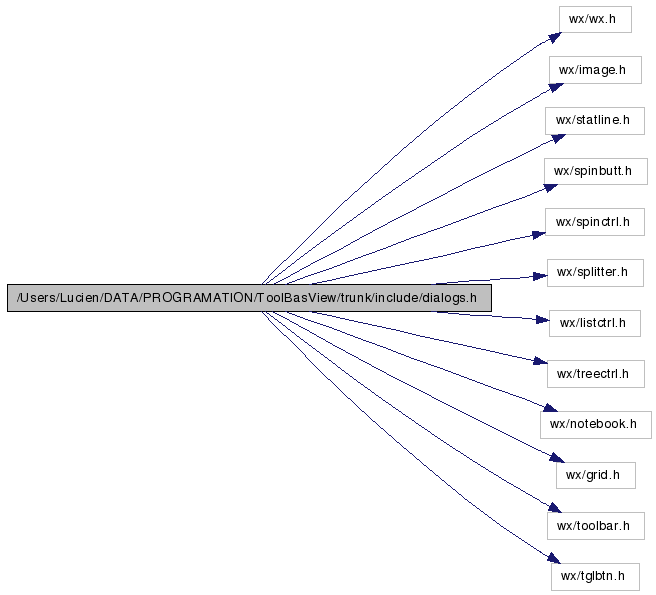 wx/wx.h
wx/image.h
wx/statline.h
wx/spinbutt.h
wx/spinctrl.h
wx/splitter.h
/Users/Lucien/DATA/PROGRAMATION/ToolBasView/trunk/include/dialogs.h
wx/listctrl.h
wx/treectrl.h
wx/notebook.h
wx/grid.h
wx/toolbar.h
wx/tglbtn.h